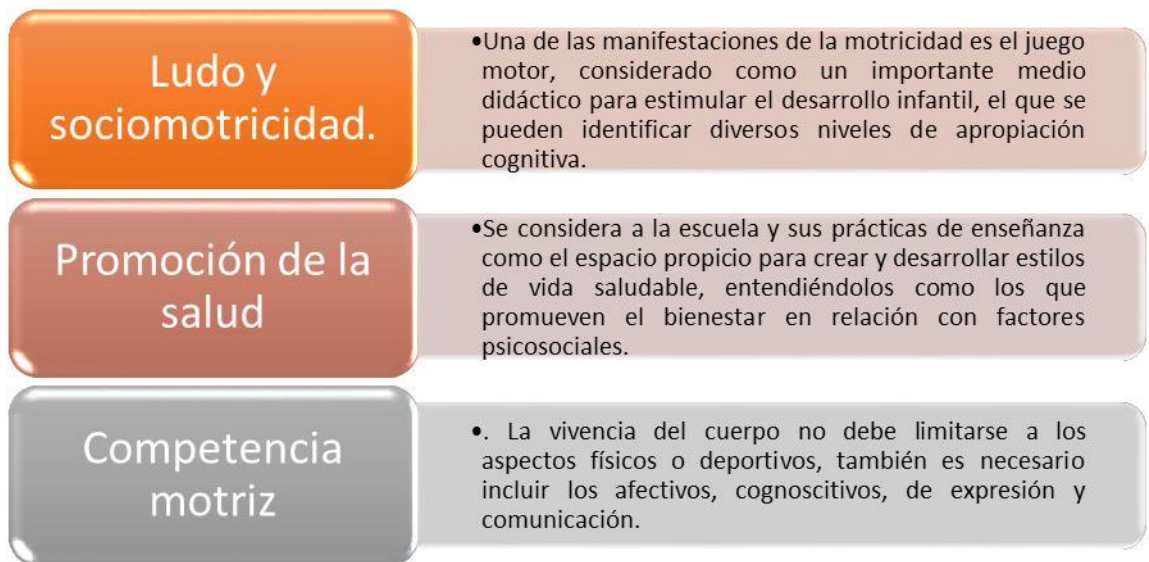 Ludo y
sociomotricidad.
•Una de las manifestaciones de la motricidad es el juego
motor, considerado como un importante medio
didáctico para estimular el desarrollo infantil, el que se
pueden identificar diversos niveles de apropiación
cognitiva.
Promoción de la
salud
•Se considera a la escuela y sus prácticas de enseñanza
como el espacio propicio para crear y desarrollar estilos
de vida saludable, entendiéndolos como los que
promueven el bienestar en relación con factores
psicosociales.
Competencia
motriz
•. La vivencia del cuerpo no debe limitarse a los
aspectos físicos o deportivos, también es necesario
incluir los afectivos, cognoscitivos, de expresión y
comunicación.